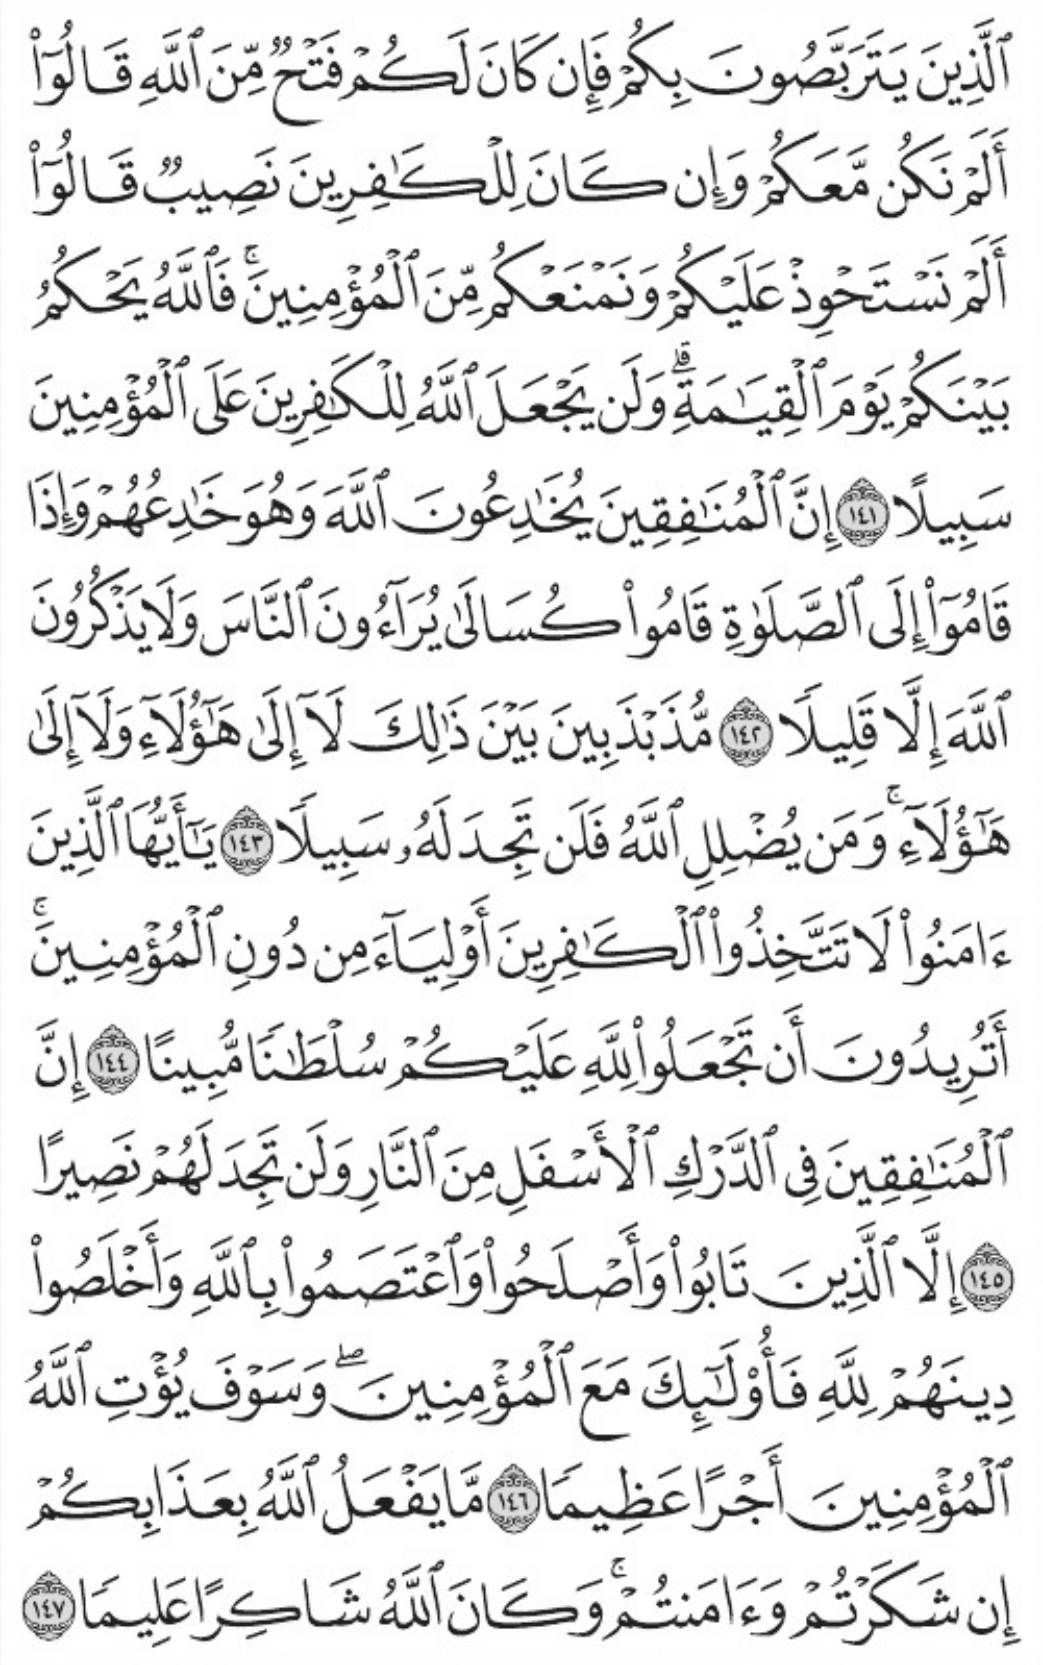 ٱلَّذِينَ يَتَرَبَّصُونَ بِكُمۡ فَإِن كَانَ لَكُمۡ فَتۡحٞ مِّنَ ٱللَّهِ قَالُوٓاْ
أَلَمۡ نَكُن مَّعَكُمۡ وَإِن كَانَ لِلۡكَٰفِرِينَ نَصِيبٞ قَالُوٓاْ
أَلَمۡ نَسۡتَحۡوِذۡ عَلَيۡكُمۡ وَنَمۡنَعۡكُم مِّنَ ٱلۡمُؤۡمِنِينَۚ فَٱللَّهُ يَحۡكُمُ
بَيۡنَكُمۡ يَوۡمَ ٱلۡقِيَٰمَةِۗ وَلَن يَجۡعَلَ ٱللَّهُ لِلۡكَٰفِرِينَ عَلَى ٱلۡمُؤۡمِنِينَ
سَبِيلًا ١٤١ إِنَّ ٱلۡمُنَٰفِقِينَ يُخَٰدِعُونَ ٱللَّهَ وَهُوَ خَٰدِعُهُمۡ وَإِذَا
قَامُوٓاْ إِلَى ٱلصَّلَوٰةِ قَامُواْ كُسَالَىٰ يُرَآءُونَ ٱلنَّاسَ وَلَا يَذۡكُرُونَ
ٱللَّهَ إِلَّا قَلِيلٗا ١٤٢ مُّذَبۡذَبِينَ بَيۡنَ ذَٰلِكَ لَآ إِلَىٰ هَٰٓؤُلَآءِ وَلَآ إِلَىٰ
هَٰٓؤُلَآءِۚ وَمَن يُضۡلِلِ ٱللَّهُ فَلَن تَجِدَ لَهُۥ سَبِيلٗا ١٤٣ يَٰٓأَيُّهَا ٱلَّذِينَ
ءَامَنُواْ لَا تَتَّخِذُواْ ٱلۡكَٰفِرِينَ أَوۡلِيَآءَ مِن دُونِ ٱلۡمُؤۡمِنِينَۚ
أَتُرِيدُونَ أَن تَجۡعَلُواْ لِلَّهِ عَلَيۡكُمۡ سُلۡطَٰنٗا مُّبِينًا ١٤٤ إِنَّ
ٱلۡمُنَٰفِقِينَ فِي ٱلدَّرۡكِ ٱلۡأَسۡفَلِ مِنَ ٱلنَّارِ وَلَن تَجِدَ لَهُمۡ نَصِيرًا
١٤٥ إِلَّا ٱلَّذِينَ تَابُواْ وَأَصۡلَحُواْ وَٱعۡتَصَمُواْ بِٱللَّهِ وَأَخۡلَصُواْ
دِينَهُمۡ لِلَّهِ فَأُوْلَٰٓئِكَ مَعَ ٱلۡمُؤۡمِنِينَۖ وَسَوۡفَ يُؤۡتِ ٱللَّهُ
ٱلۡمُؤۡمِنِينَ أَجۡرًا عَظِيمٗا ١٤٦ مَّا يَفۡعَلُ ٱللَّهُ بِعَذَابِكُمۡ
إِن شَكَرۡتُمۡ وَءَامَنتُمۡۚ وَكَانَ ٱللَّهُ شَاكِرًا عَلِيمٗا ١٤٧